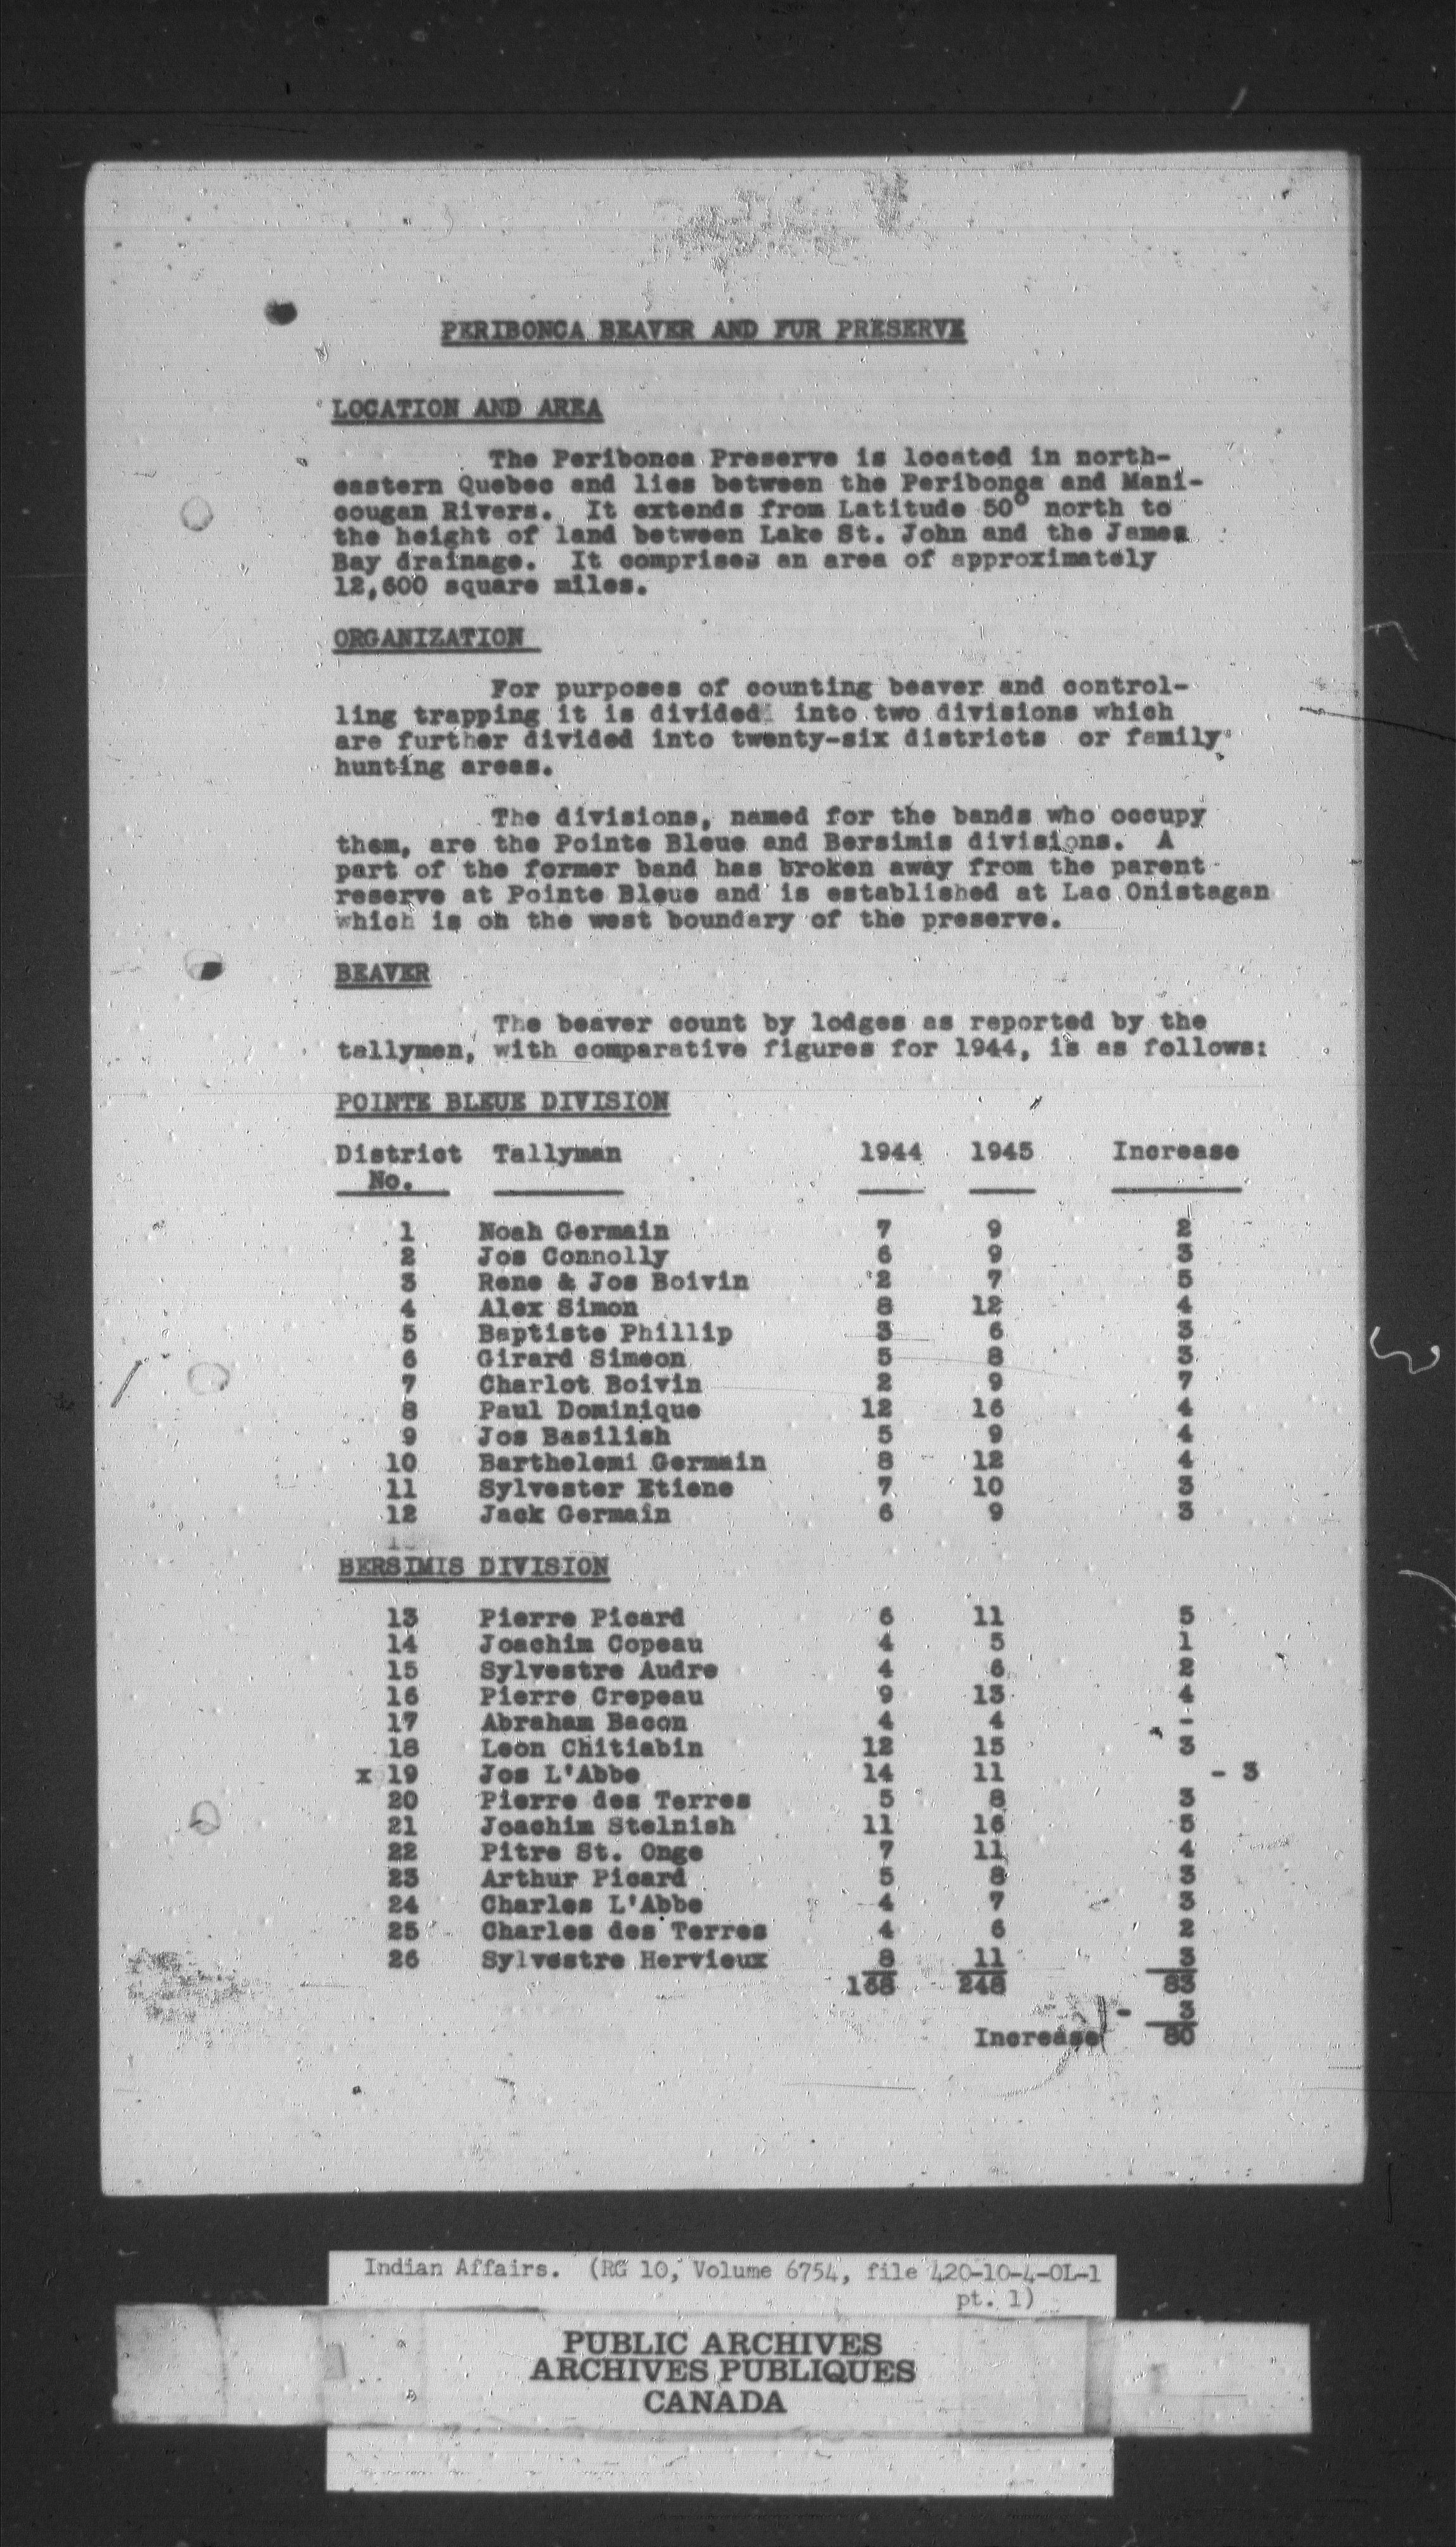 PERIBONCA BEAVER AND FUR PRESERVE
LOCATION AND AREA
The Peribonca Preserve is located in north-
eastern Quebec and lies between the Peribonca and Mani-
cougan Rivers. It extends from Latitude 50° north to
the height of land between Lake St. John and the James
Bay drainage. It comprises an area of approximately
12,600 square miles.
ORGANIZATION
For purposes of counting beaver and control-
ling trapping it is divided into two divisions which
are further divided into twenty-six districts or family
hunting areas.
The divisions, named for the bands who occupy
them, are the Pointe Bleue and Bersimis divisions. A
part of the former band has broken away from the parent
reserve at Pointe Bleue and is established at Lac Onistagan
which is on the west boundary of the preserve.
BEAVER
The beaver count by lodges as reported by the
tallymen, with comparative figures for 1944, is as follows:
POINTE BLEUE DIVISION
District Tallyman 1944 1945 Increase
No.
1 Noah Germain 7 9 2
2 Jos Connolly 6 9 3
3 Rene & Jos Boivin 2 7 5
4 Alex Simon 8 12 4
5 Baptiste Phillip 3 6 3
6 Girard Simeon 5 8 3
7 Charlot Boivin 2 9 7
8 Paul Dominique 12 16 4
9 Jos Basilish 5 9 4
10 Barthelemi Germain 8 12 4
11 Sylvester Etiene 7 10 3
12 Jack Germain 6 9 3
BERSIMIS DIVISION
13 Pierre Picard 6 11 5
14 Joachim Copeau 4 5 1
15 Sylvestre Audre 4 6 2
16 Pierre Crepeau 9 13 4
17 Abraham Bacon 4 4 -
18 Leon Chitiabin 12 15 3
x 19 Jos L'Abbe 14 11 - 3
20 Pierre des Terres 5 8 3
21 Joachim Stelnish 11 16 5
22 Pitre St. Onge 7 11 4
23 Arthur Picard 5 8 3
24 Charles L'Abbe 4 7 3
25 Charles des Terres 4 6 2
26 Sylvestre Hervieux 8 11 3
168 248 83
- 3
Increase 80
Indian Affairs. (RG 10, Volume 6754, file 420-10-4-OL-1
pt. 1)
PUBLIC ARCHIVES
ARCHIVES PUBLIQUES
CANADA